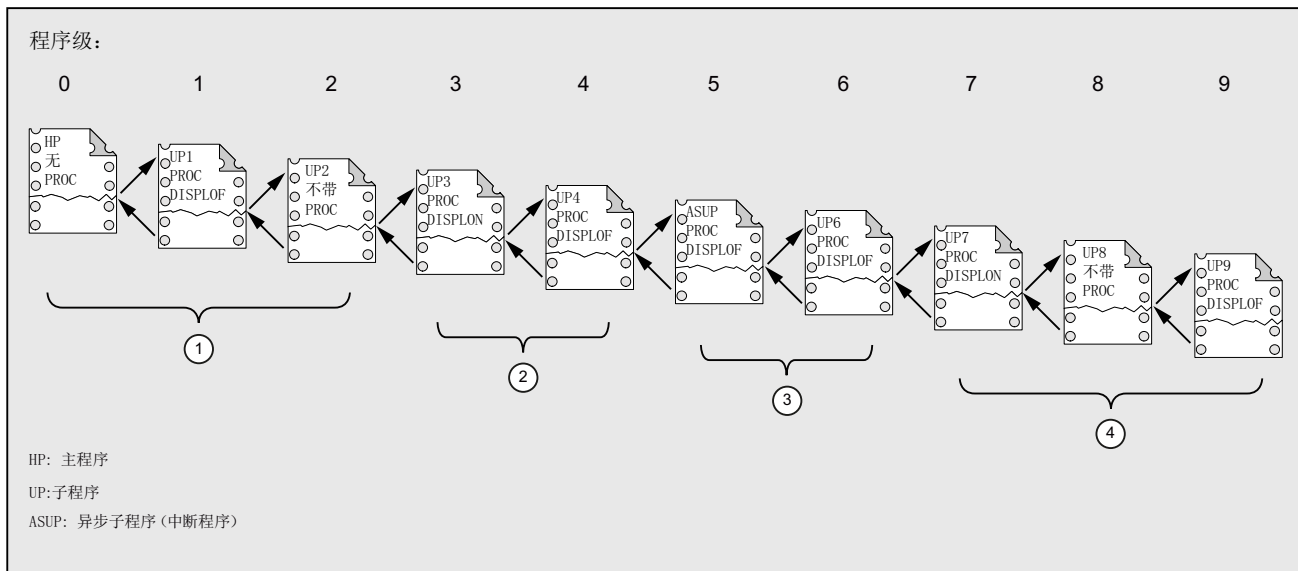 程序级:
0 1 2 3 4 5 6 7 8 9
HP
无
PROC
UP1
PROC
DISPLOF
UP2
不带
PROC
UP3
PROC
DISPLON
UP4
PROC
DISPLOF
ASUP
PROC
DISPLOF
UP6
PROC
DISPLOF
UP7
PROC
DISPLON
UP8
不带
PROC
UP9
PROC
DISPLOF
1
2
3
4
HP: 主程序
UP:子程序
ASUP: 异步子程序(中断程序)